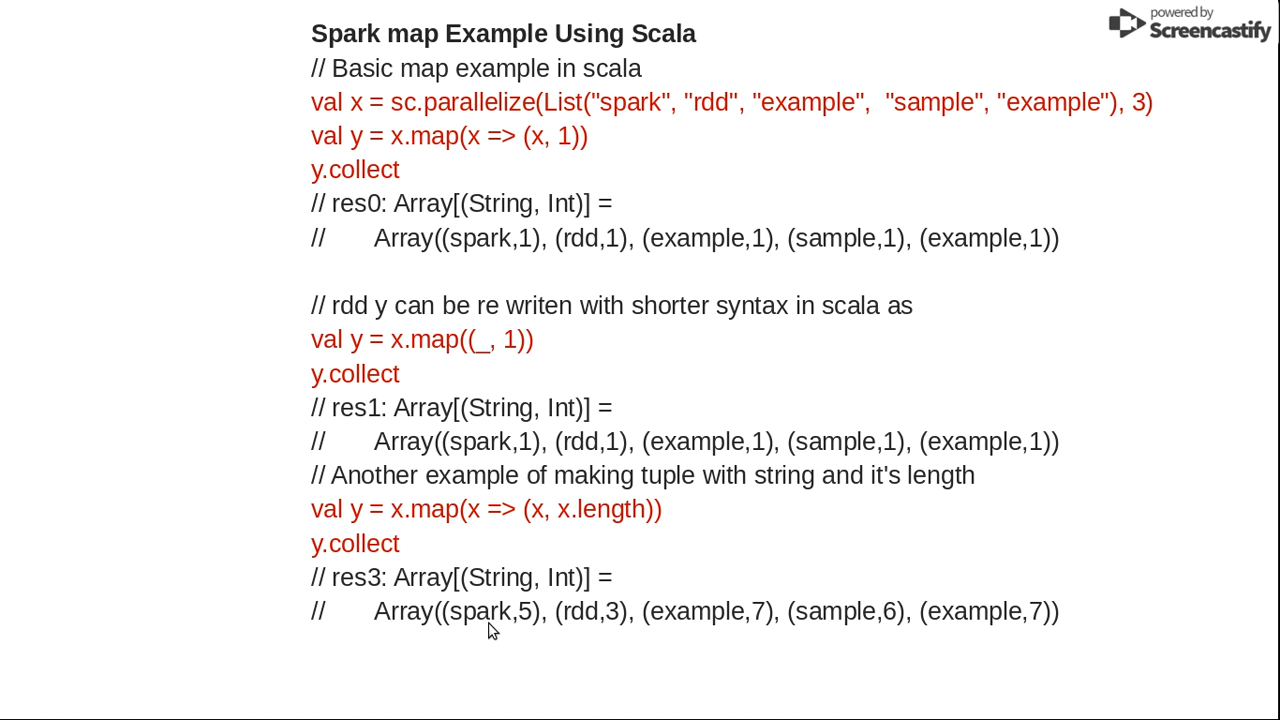 powered by
Screencastify
Spark map Example Using Scala
// Basic map example in scala
val x = sc.parallelize(List("spark", "rdd", "example",  "sample", "example"), 3)
val y = x.map(x => (x, 1))
y.collect
// res0: Array[(String, Int)] =
//       Array((spark,1), (rdd,1), (example,1), (sample,1), (example,1))
// rdd y can be re writen with shorter syntax in scala as
val y = x.map((_, 1))
y.collect
// res1: Array[(String, Int)] =
//       Array((spark,1), (rdd,1), (example,1), (sample,1), (example,1))
// Another example of making tuple with string and it's length
val y = x.map(x => (x, x.length))
y.collect
// res3: Array[(String, Int)] =
//       Array((spark,5), (rdd,3), (example,7), (sample,6), (example,7))